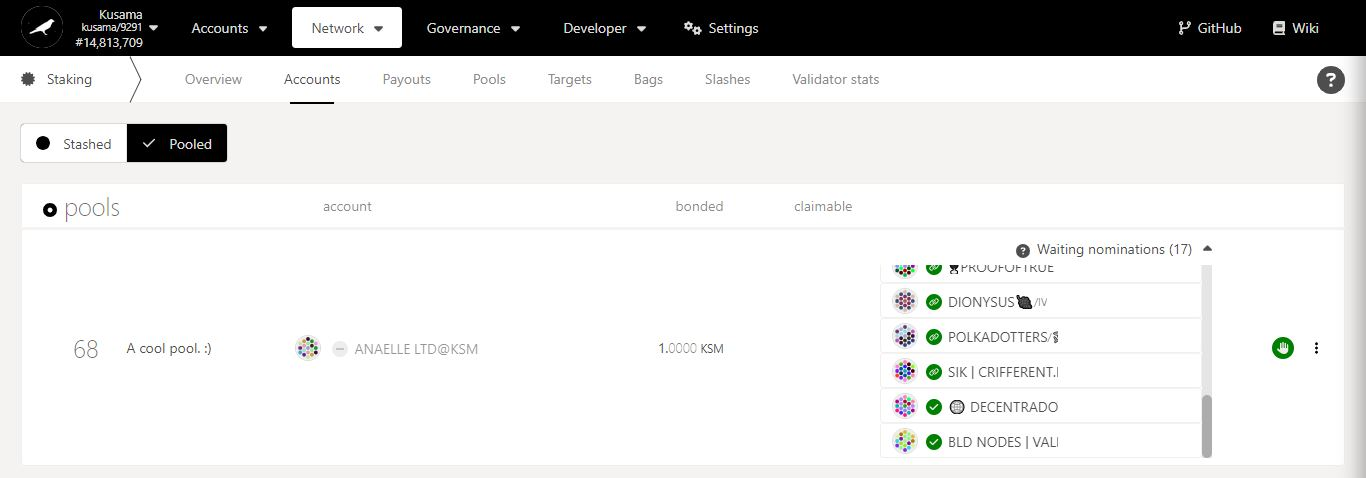 Kusama
kusama/9291
#14,813,709
Accounts
Network
Governance
Developer
Settings
GitHub
Wiki
Staking
Overview
Accounts
Payouts
Pools
Targets
Bags
Slashes
Validator stats
?
Stashed
Pooled
pools account bonded claimable
? Waiting nominations (17)
PROOFOFTRUE
DIONYSUS /IV
POLKADOTTERS/
68 A cool pool. :) ANAELLE LTD@KSM 1.0000 KSM
SIK | CRIFFERENT.
DECENTRADO
BLD NODES | VAL